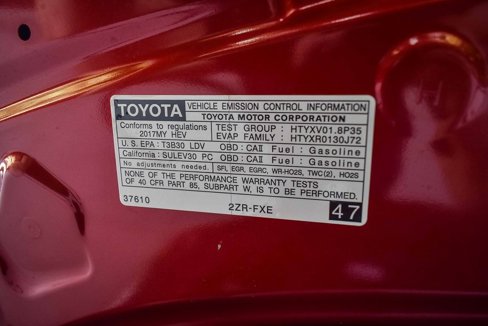 TOYOTA VEHICLE EMISSION CONTROL INFORMATION
TOYOTA MOTOR CORPORATION
Conforms to regulations TEST GROUP : HTYXV01.8P35
2017MY HEV EVAP FAMILY : HTYXR0130J72
U.S. EPA : T3B30 LDV OBD : CAII Fuel : Gasoline
California : SULEV30 PC OBD : CAII Fuel : Gasoline
No adjustments needed. SFI, EGR, EGRC, WR-HO2S, TWC(2), HO2S
NONE OF THE PERFORMANCE WARRANTY TESTS
OF 40 CFR PART 85, SUBPART W, IS TO BE PERFORMED.
37610 2ZR-FXE 47